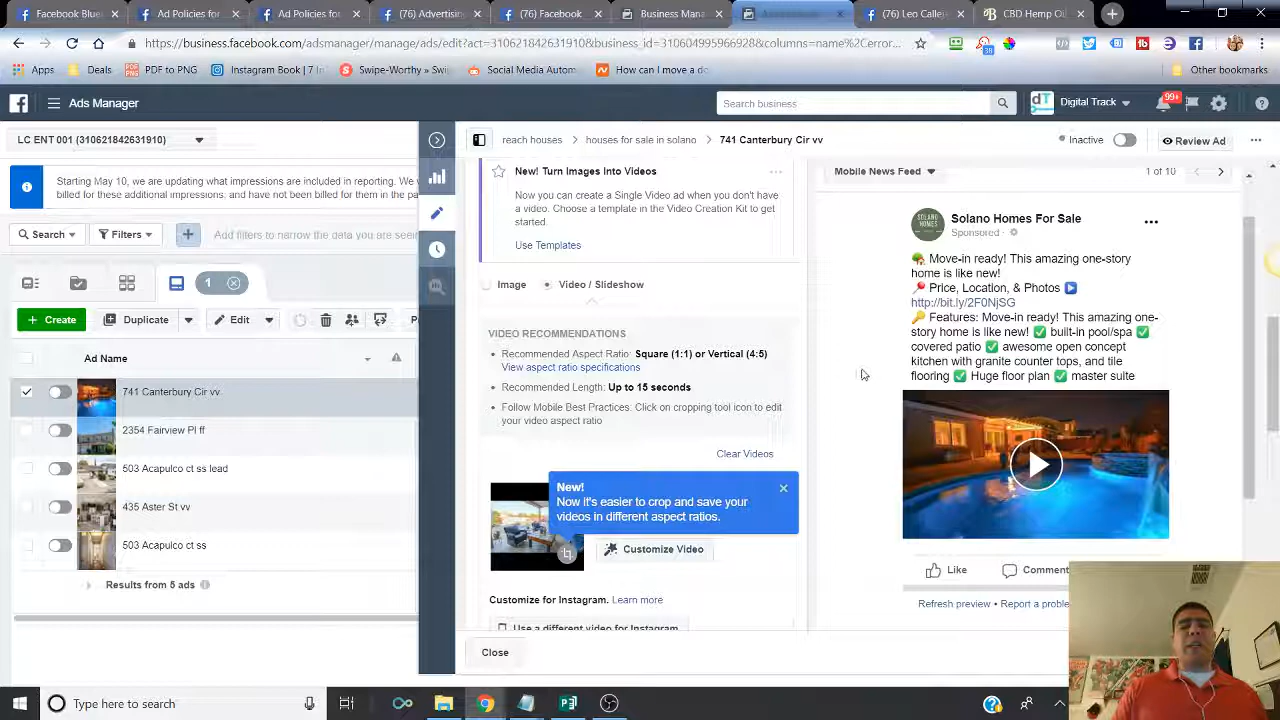 Facebook Blue
Ad Policies for
Ad Policies for
(76) Advertising
(76) Facebook
Business Mana
(76) Leo Callej
CBD Hemp Oil
https://business.facebook.com/adsmanager/manage/ads/edit?act=310621842631910&business_id=310621995966928&columns=name%2Cerror...
38
Apps
Deals
PDF to PNG
Instagram Book | 7 In
Swipe-Worthy » Swi
Social Media Autom
How can I move a do
Other bookmarks
Ads Manager
Search business
dT
Digital Track
99+
LC ENT 001 (310621842631910)
reach houses > houses for sale in solano > 741 Canterbury Cir vv
Inactive
Review Ad
Starting May 10, we are updating what impressions are included in reporting. We w
billed for these additional impressions, and have not been billed for them in the pa
Search
Filters
Add filters to narrow the data you are seein
1
Create
Duplicate
Edit
Ad Name
741 Canterbury Cir vv
2354 Fairview Pl ff
503 Acapulco ct ss lead
435 Aster St vv
503 Acapulco ct ss
Results from 5 ads
New! Turn Images Into Videos
Now you can create a Single Video ad when you don't have
a video. Choose a template in the Video Creation Kit to get
started.
Use Templates
Image
Video / Slideshow
VIDEO RECOMMENDATIONS
• Recommended Aspect Ratio: Square (1:1) or Vertical (4:5)
View aspect ratio specifications
• Recommended Length: Up to 15 seconds
• Follow Mobile Best Practices: Click on cropping tool icon to edit
your video aspect ratio
Clear Videos
New!
Now it's easier to crop and save your
videos in different aspect ratios.
Customize Video
Customize for Instagram. Learn more
Use a different video for Instagram
Close
Mobile News Feed
1 of 10
SOLANO
HOMES
Solano Homes For Sale
Sponsored
🏡 Move-in ready! This amazing one-story
home is like new!
📍 Price, Location, & Photos ▶️
http://bit.ly/2F0NjSG
🔑 Features: Move-in ready! This amazing one-
story home is like new! ✅ built-in pool/spa ✅
covered patio ✅ awesome open concept
kitchen with granite counter tops, and tile
flooring ✅ Huge floor plan ✅ master suite
Like
Comment
Refresh preview • Report a proble
Type here to search